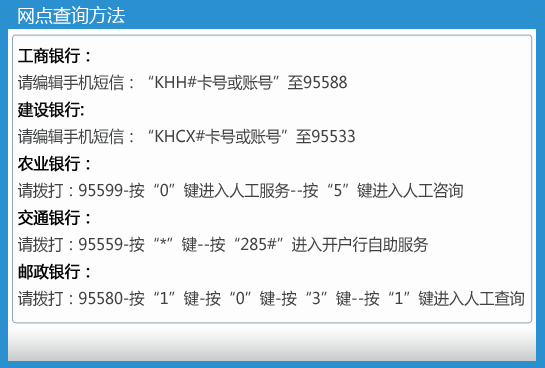 网点查询方法
工商银行：
请编辑手机短信：“KHH#卡号或账号”至95588
建设银行:
请编辑手机短信：“KHCX#卡号或账号”至95533
农业银行：
请拨打：95599-按“0”键进入人工服务--按“5”键进入人工咨询
交通银行：
请拨打：95559-按“*”键--按“285#”进入开户行自助服务
邮政银行：
请拨打：95580-按“1”键-按“0”键-按“3”键--按“1”键进入人工查询